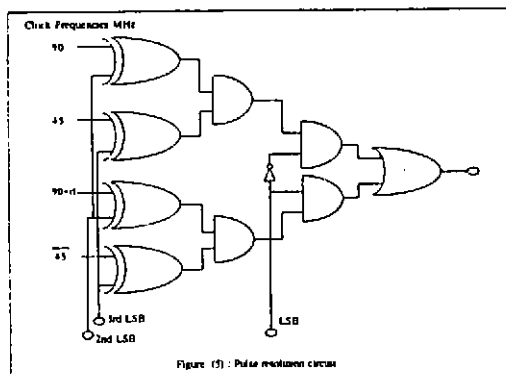 Clock Frequencies MHz
90
45
90+d
45
3rd LSB
2nd LSB
LSB
Figure (5) : Pulse resolution circuit